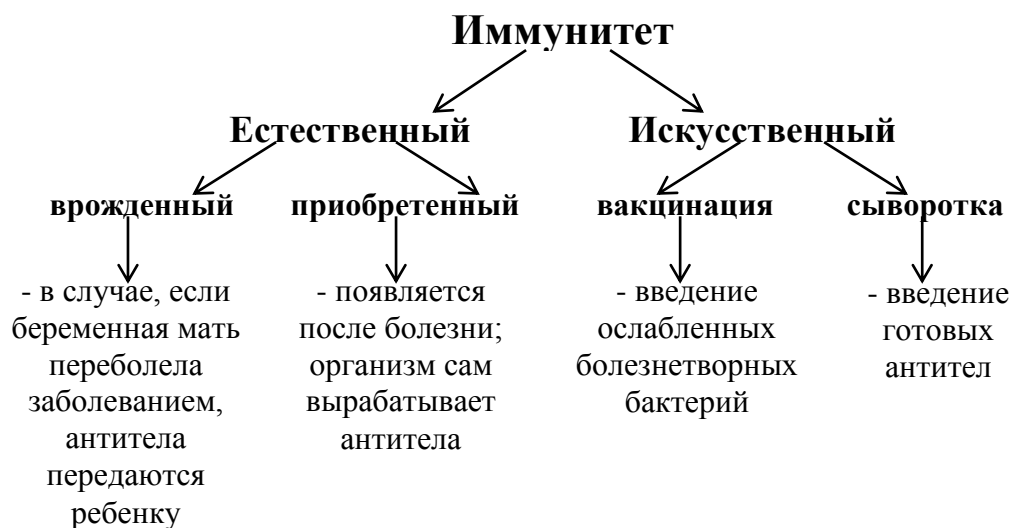 Иммунитет
Естественный
Искусственный
врожденный
приобретенный
вакцинация
сыворотка
- в случае, если
беременная мать
переболела
заболеванием,
антитела
передаются
ребенку
- появляется
после болезни;
организм сам
вырабатывает
антитела
- введение
ослабленных
болезнетворных
бактерий
- введение
готовых
антител